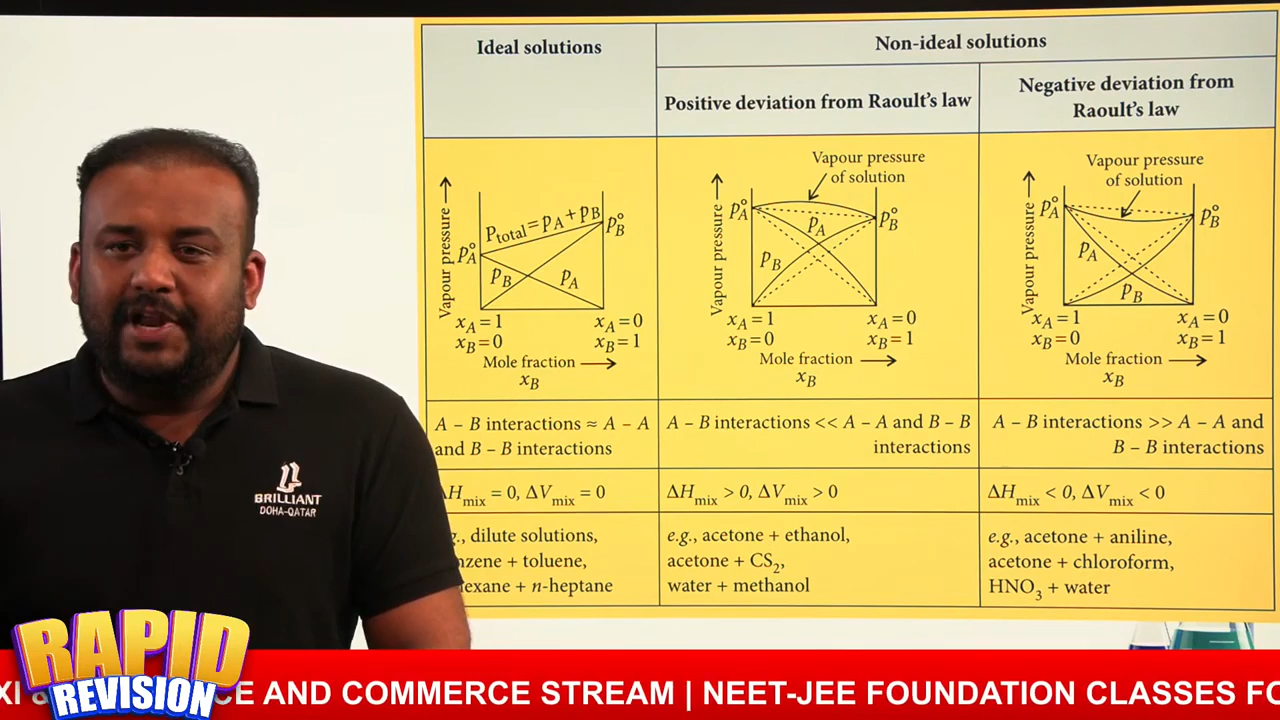 Ideal solutions
Non-ideal solutions
Positive deviation from Raoult's law
Negative deviation from
Raoult's law
Vapour pressure →
p°A
Ptotal = pA + pB
p°B
pB
pA
xA = 1
xB = 0
xA = 0
xB = 1
Mole fraction →
xB
Vapour pressure
of solution
Vapour pressure →
p°A
pA
pB
p°B
xA = 1
xB = 0
xA = 0
xB = 1
Mole fraction →
xB
Vapour pressure
of solution
Vapour pressure →
p°A
pA
pB
p°B
xA = 1
xB = 0
xA = 0
xB = 1
Mole fraction →
xB
A – B interactions ≈ A – A
and B – B interactions
A – B interactions << A – A and B – B
interactions
A – B interactions >> A – A and
B – B interactions
Hmix = 0, ΔVmix = 0
ΔHmix > 0, ΔVmix > 0
ΔHmix < 0, ΔVmix < 0
dilute solutions,
nzene + toluene,
exane + n-heptane
e.g., acetone + ethanol,
acetone + CS2,
water + methanol
e.g., acetone + aniline,
acetone + chloroform,
HNO3 + water
BRILLIANT
DOHA-QATAR
RAPID
REVISION
XI CE AND COMMERCE STREAM | NEET-JEE FOUNDATION CLASSES FO